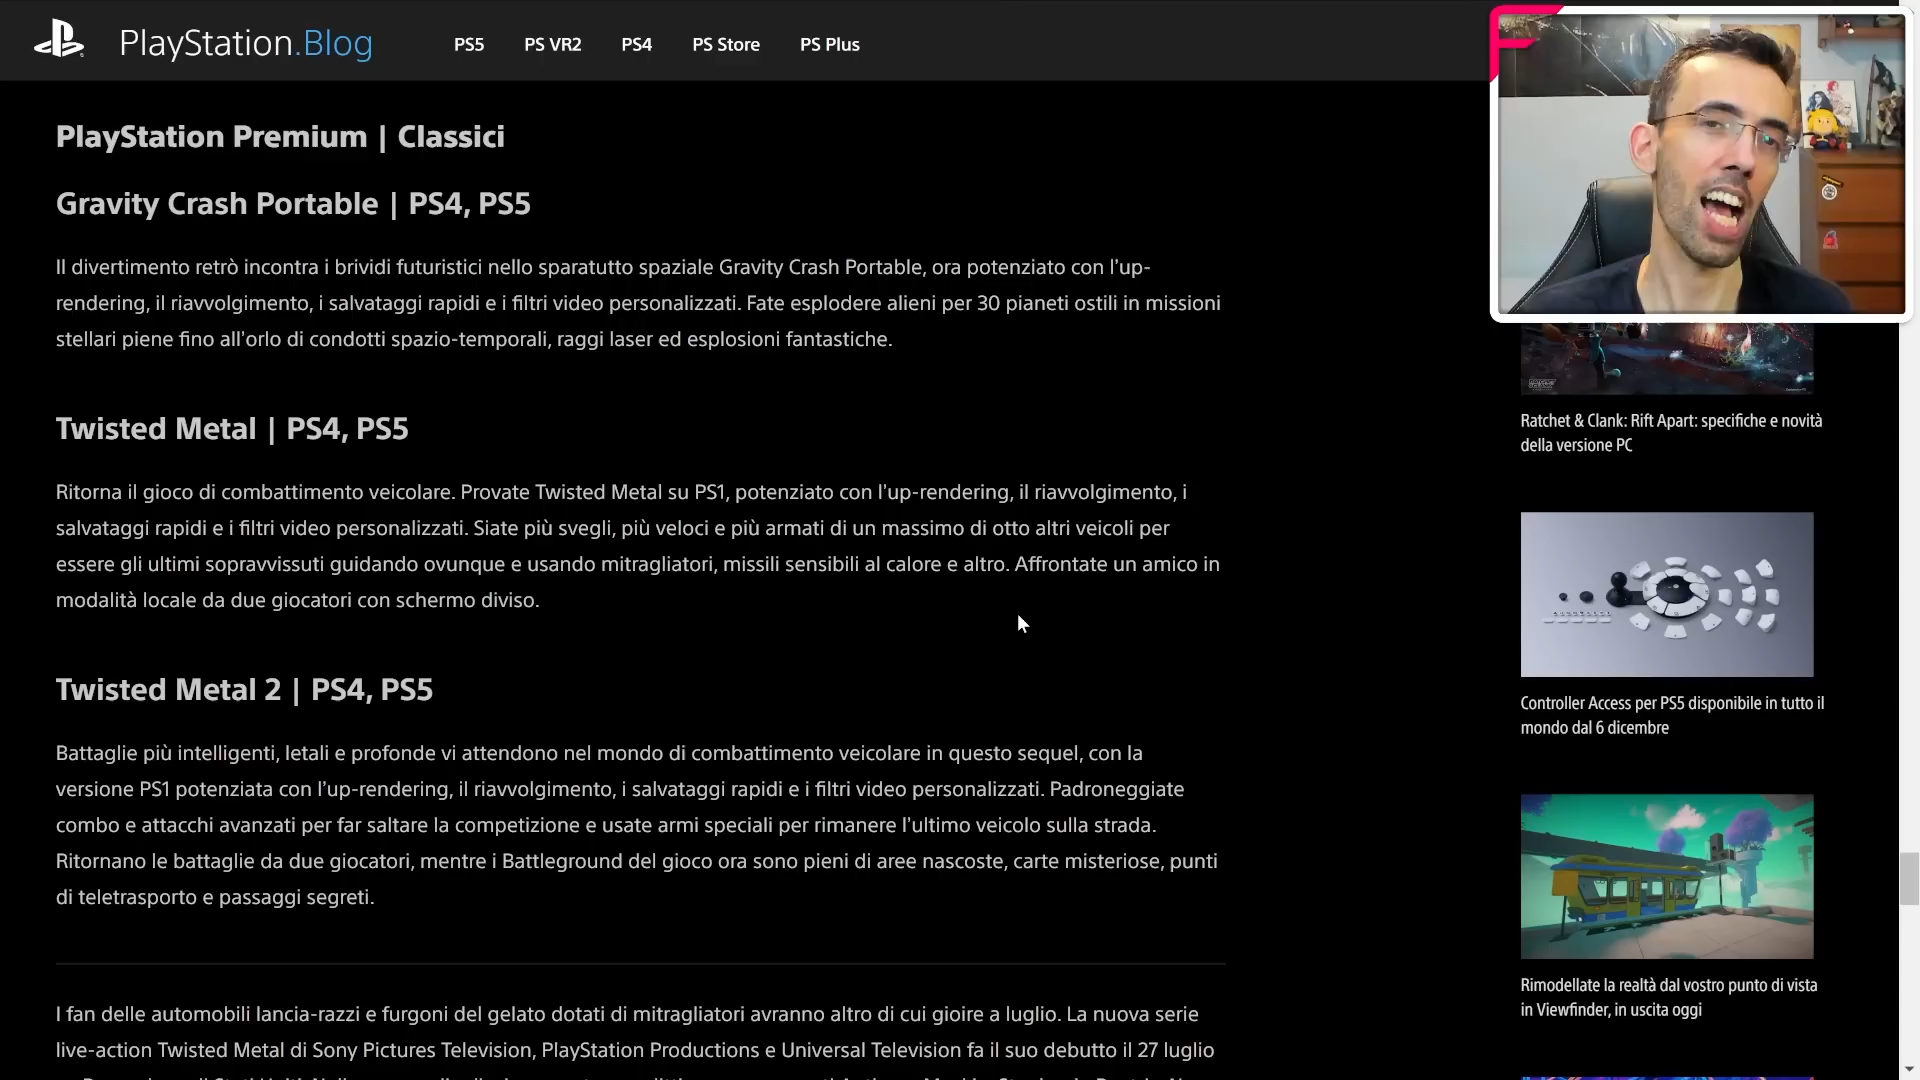 PlayStation.Blog
PS5
PS VR2
PS4
PS Store
PS Plus
PlayStation Premium | Classici
Gravity Crash Portable | PS4, PS5
Il divertimento retrò incontra i brividi futuristici nello sparatutto spaziale Gravity Crash Portable, ora potenziato con l’up-
rendering, il riavvolgimento, i salvataggi rapidi e i filtri video personalizzati. Fate esplodere alieni per 30 pianeti ostili in missioni
stellari piene fino all’orlo di condotti spazio-temporali, raggi laser ed esplosioni fantastiche.
Twisted Metal | PS4, PS5
Ritorna il gioco di combattimento veicolare. Provate Twisted Metal su PS1, potenziato con l’up-rendering, il riavvolgimento, i
salvataggi rapidi e i filtri video personalizzati. Siate più svegli, più veloci e più armati di un massimo di otto altri veicoli per
essere gli ultimi sopravvissuti guidando ovunque e usando mitragliatori, missili sensibili al calore e altro. Affrontate un amico in
modalità locale da due giocatori con schermo diviso.
Twisted Metal 2 | PS4, PS5
Battaglie più intelligenti, letali e profonde vi attendono nel mondo di combattimento veicolare in questo sequel, con la
versione PS1 potenziata con l’up-rendering, il riavvolgimento, i salvataggi rapidi e i filtri video personalizzati. Padroneggiate
combo e attacchi avanzati per far saltare la competizione e usate armi speciali per rimanere l’ultimo veicolo sulla strada.
Ritornano le battaglie da due giocatori, mentre i Battleground del gioco ora sono pieni di aree nascoste, carte misteriose, punti
di teletrasporto e passaggi segreti.
I fan delle automobili lancia-razzi e furgoni del gelato dotati di mitragliatori avranno altro di cui gioire a luglio. La nuova serie
live-action Twisted Metal di Sony Pictures Television, PlayStation Productions e Universal Television fa il suo debutto il 27 luglio
Ratchet & Clank: Rift Apart: specifiche e novità
della versione PC
Controller Access per PS5 disponibile in tutto il
mondo dal 6 dicembre
Rimodellate la realtà dal vostro punto di vista
in Viewfinder, in uscita oggi